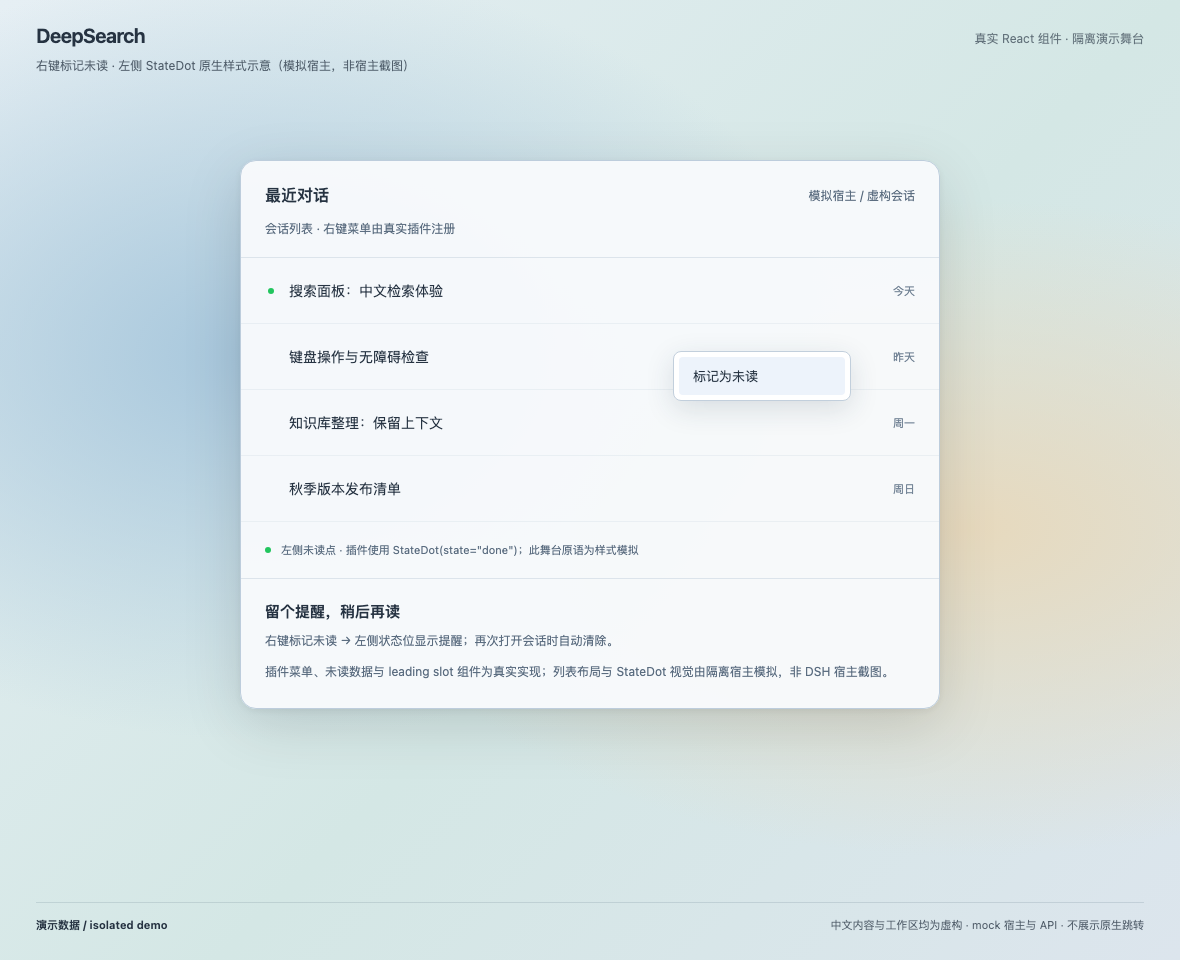 DeepSearch
真实 React 组件 · 隔离演示舞台
右键标记未读 · 左侧 StateDot 原生样式示意（模拟宿主，非宿主截图）
最近对话
模拟宿主 / 虚构会话
会话列表 · 右键菜单由真实插件注册
搜索面板：中文检索体验
今天
键盘操作与无障碍检查
昨天
标记为未读
知识库整理：保留上下文
周一
秋季版本发布清单
周日
左侧未读点 · 插件使用 StateDot(state="done")；此舞台原语为样式模拟
留个提醒，稍后再读
右键标记未读 → 左侧状态位显示提醒；再次打开会话时自动清除。
插件菜单、未读数据与 leading slot 组件为真实实现；列表布局与 StateDot 视觉由隔离宿主模拟，非 DSH 宿主截图。
演示数据 / isolated demo
中文内容与工作区均为虚构 · mock 宿主与 API · 不展示原生跳转